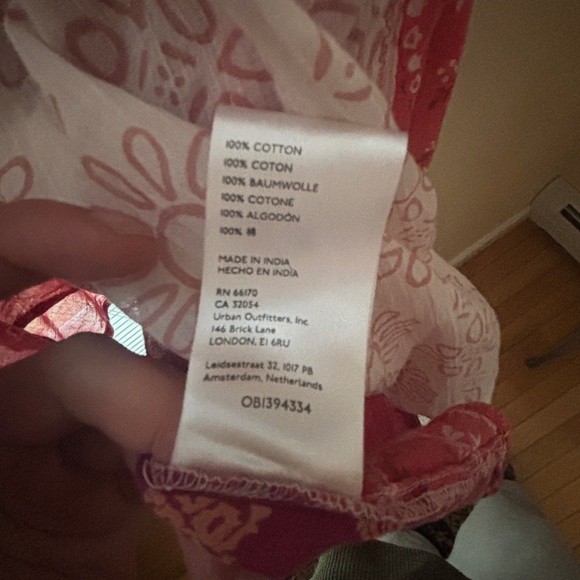 100% COTTON
100% COTON
100% BAUMWOLLE
100% COTONE
100% ALGODÓN
100% 綿
MADE IN INDIA
HECHO EN INDIA
RN 66170
CA 32054
Urban Outfitters, Inc
146 Brick Lane
LONDON, E1 6RU
Leidsestraat 32, 1017 PB
Amsterdam, Netherlands
OB1394334